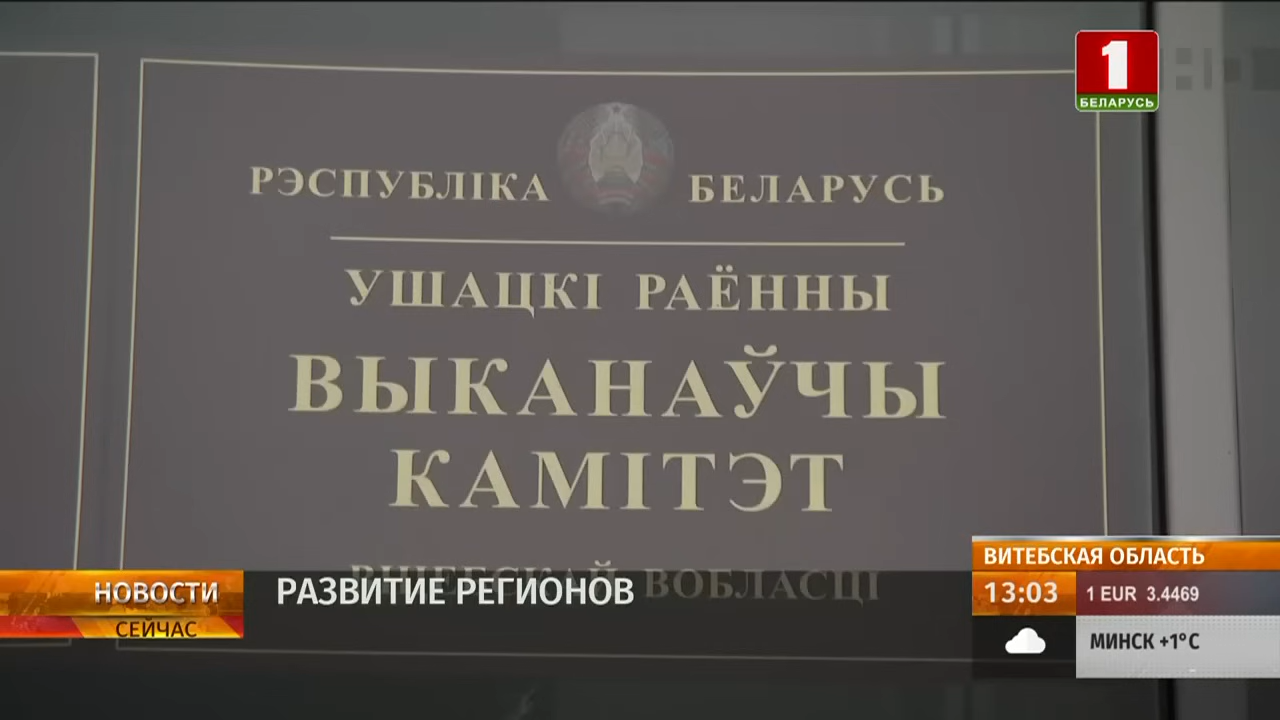 1
БЕЛАРУСЬ
РЭСПУБЛІКА БЕЛАРУСЬ
УШАЦКІ РАЁННЫ
ВЫКАНАЎЧЫ
КАМІТЭТ
ВОБЛАСЦІ
НОВОСТИ
СЕЙЧАС
РАЗВИТИЕ РЕГИОНОВ
ВИТЕБСКАЯ ОБЛАСТЬ
13:03
1 EUR 3.4469
МИНСК +1°C